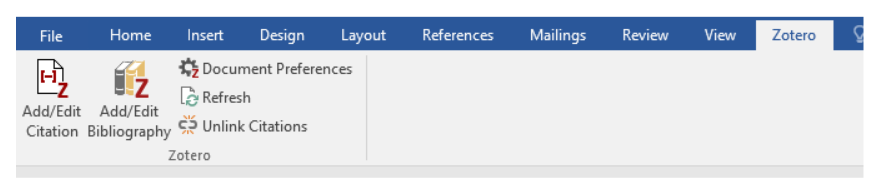 File Home Insert Design Layout References Mailings Review View Zotero
Add/Edit Citation
Add/Edit Bibliography
Document Preferences
Refresh
Unlink Citations
Zotero